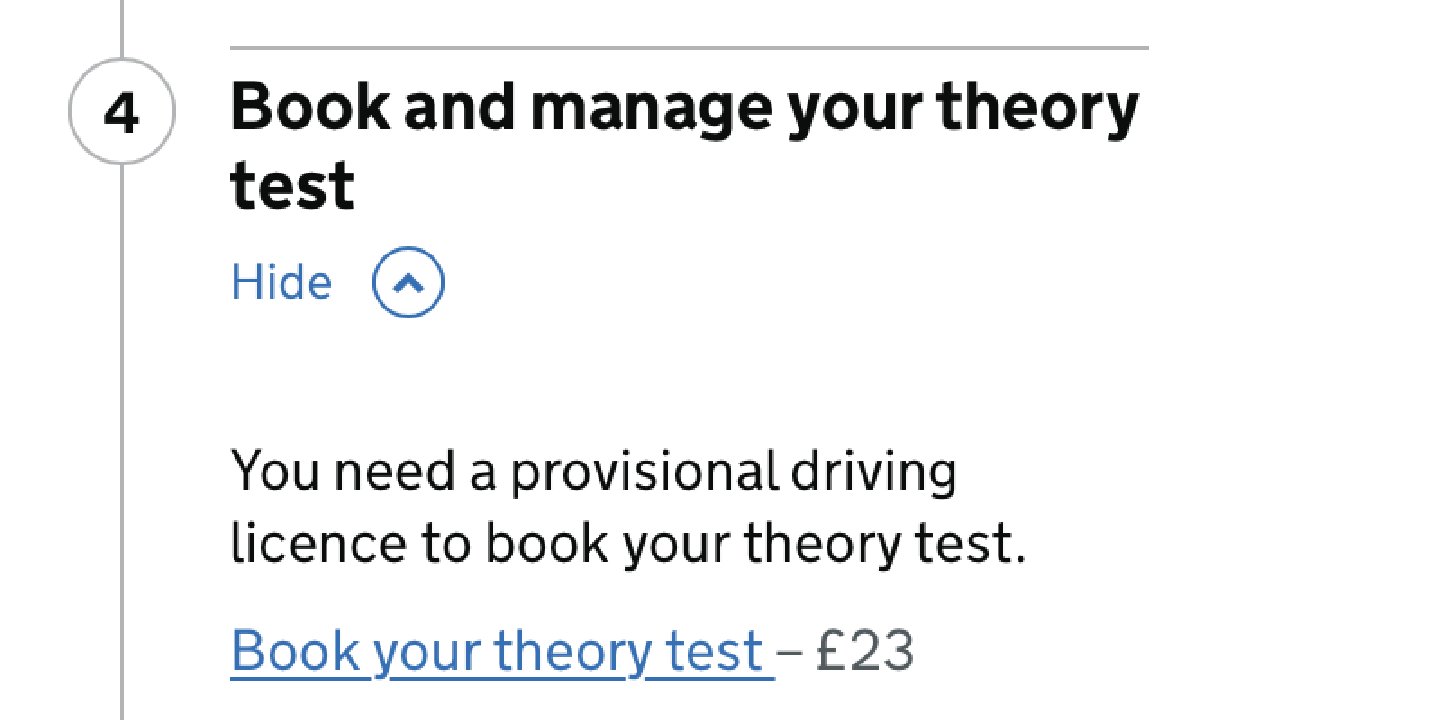 4
Book and manage your theory
test
Hide
You need a provisional driving
licence to book your theory test.
Book your theory test – £23